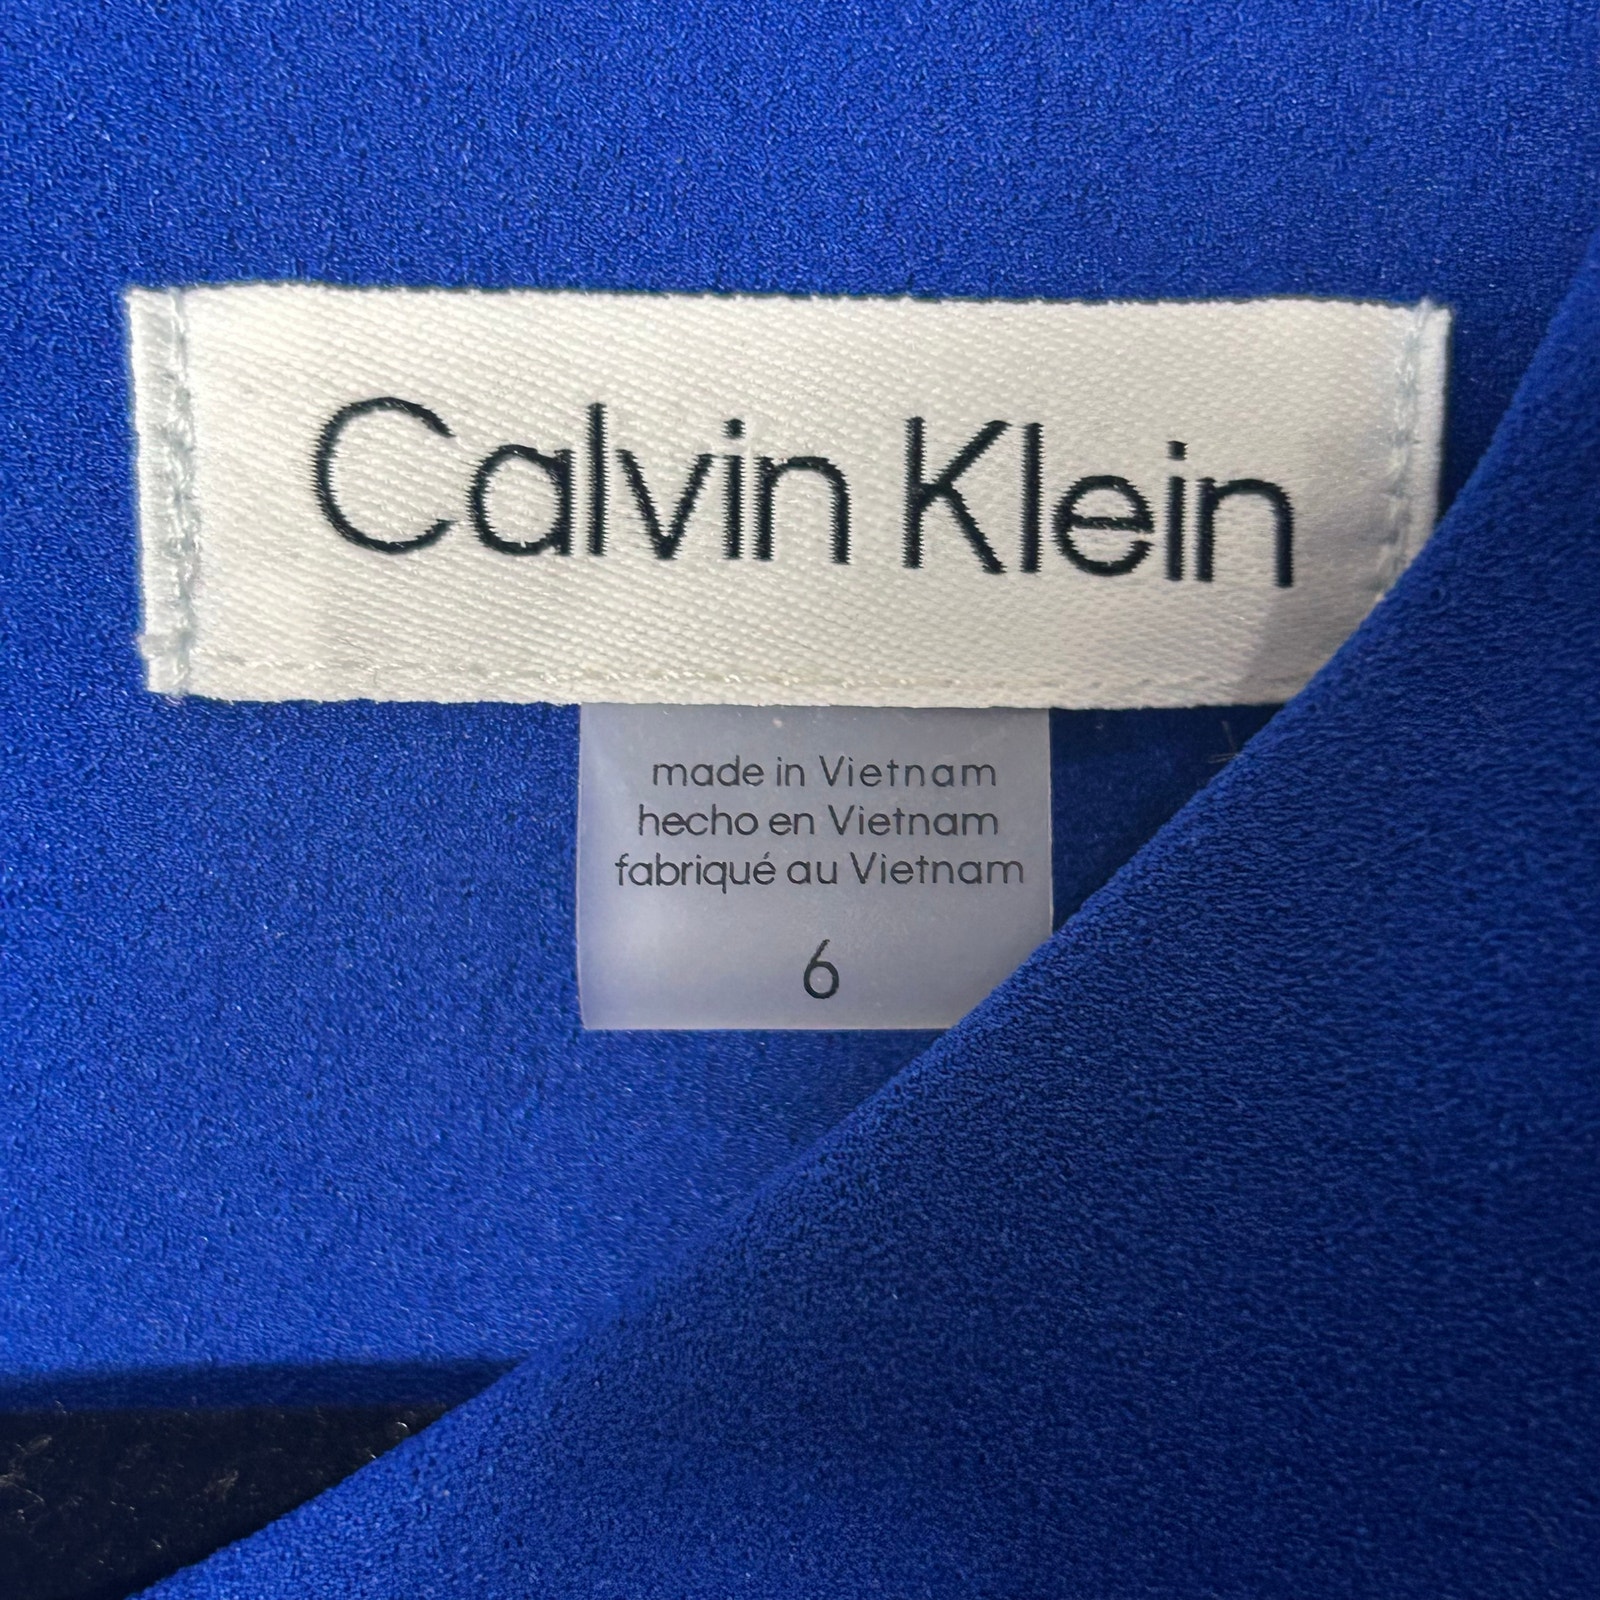 Calvin Klein
made in Vietnam
hecho en Vietnam
fabriqué au Vietnam
6